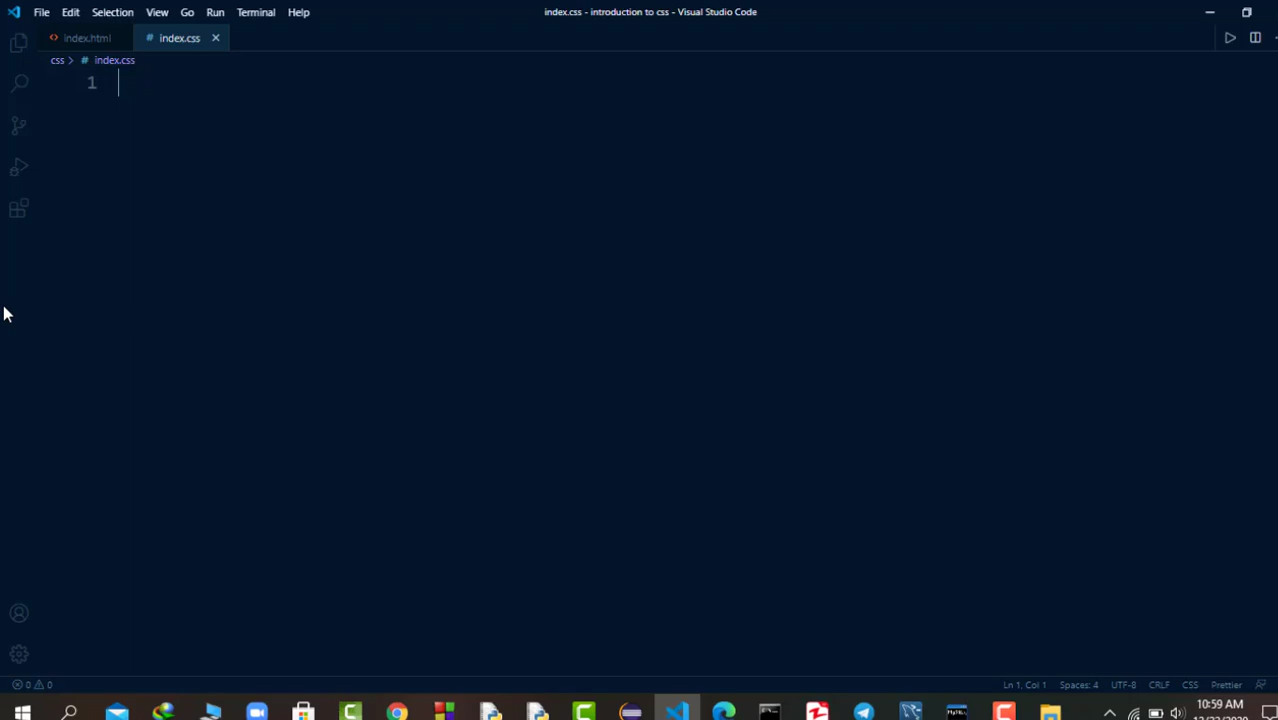 File Edit Selection View Go Run Terminal Help
index.css - introduction to css - Visual Studio Code
index.html
index.css
css > # index.css
1
0 0
Ln 1, Col 1 Spaces: 4 UTF-8 CRLF CSS Prettier
10:59 AM